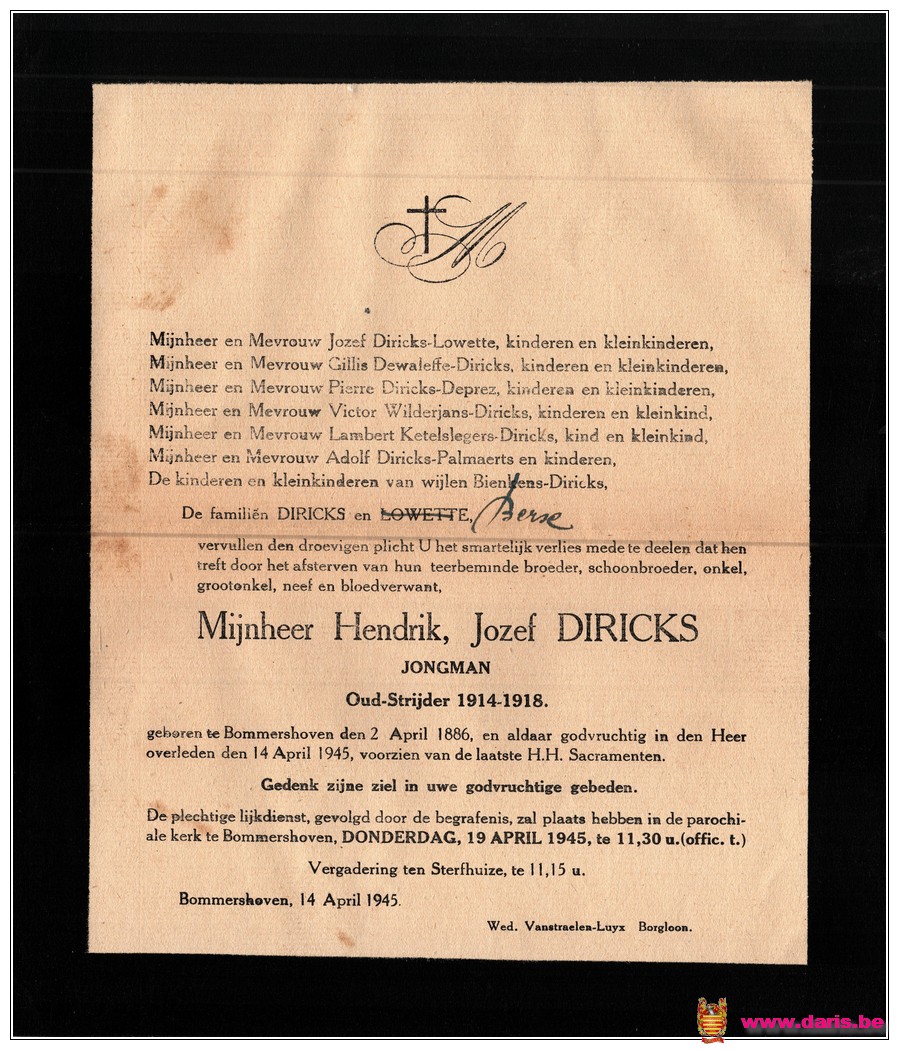 M
Mijnheer en Mevrouw Jozef Diricks-Lowette, kinderen en kleinkinderen,
Mijnheer en Mevrouw Gillis Dewaleffe-Diricks, kinderen en kleinkinderen,
Mijnheer en Mevrouw Pierre Diricks-Deprez, kinderen en kleinkinderen,
Mijnheer en Mevrouw Victor Wilderjans-Diricks, kinderen en kleinkind,
Mijnheer en Mevrouw Lambert Ketelslegers-Diricks, kind en kleinkind,
Mijnheer en Mevrouw Adolf Diricks-Palmaerts en kinderen,
De kinderen en kleinkinderen van wijlen Bienkens-Diricks,
De familiën DIRICKS en LOWETTE, Berse
vervullen den droevigen plicht U het smartelijk verlies mede te deelen dat hen
treft door het afsterven van hun teerbeminde broeder, schoonbroeder, onkel,
grootonkel, neef en bloedverwant,
Mijnheer Hendrik, Jozef DIRICKS
JONGMAN
Oud-Strijder 1914-1918.
geboren te Bommershoven den 2 April 1886, en aldaar godvruchtig in den Heer
overleden den 14 April 1945, voorzien van de laatste H.H. Sacramenten.
Gedenk zijne ziel in uwe godvruchtige gebeden.
De plechtige lijkdienst, gevolgd door de begrafenis, zal plaats hebben in de parochi-
ale kerk te Bommershoven, DONDERDAG, 19 APRIL 1945, te 11,30 u.(offic. t.)
Vergadering ten Sterfhuize, te 11,15 u.
Bommershoven, 14 April 1945.
Wed. Vanstraelen-Luyx Borgloon.
www.daris.be